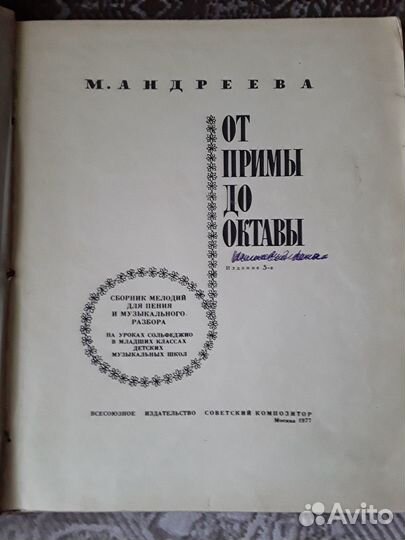 М. АНДРЕЕВА
ОТ
ПРИМЫ
ДО
ОКТАВЫ
Издание 5-е
СБОРНИК МЕЛОДИЙ
ДЛЯ ПЕНИЯ
И МУЗЫКАЛЬНОГО
РАЗБОРА
НА УРОКАХ СОЛЬФЕДЖИО
В МЛАДШИХ КЛАССАХ
ДЕТСКИХ
МУЗЫКАЛЬНЫХ ШКОЛ
ВСЕСОЮЗНОЕ ИЗДАТЕЛЬСТВО СОВЕТСКИЙ КОМПОЗИТОР
Москва 1977
Avito